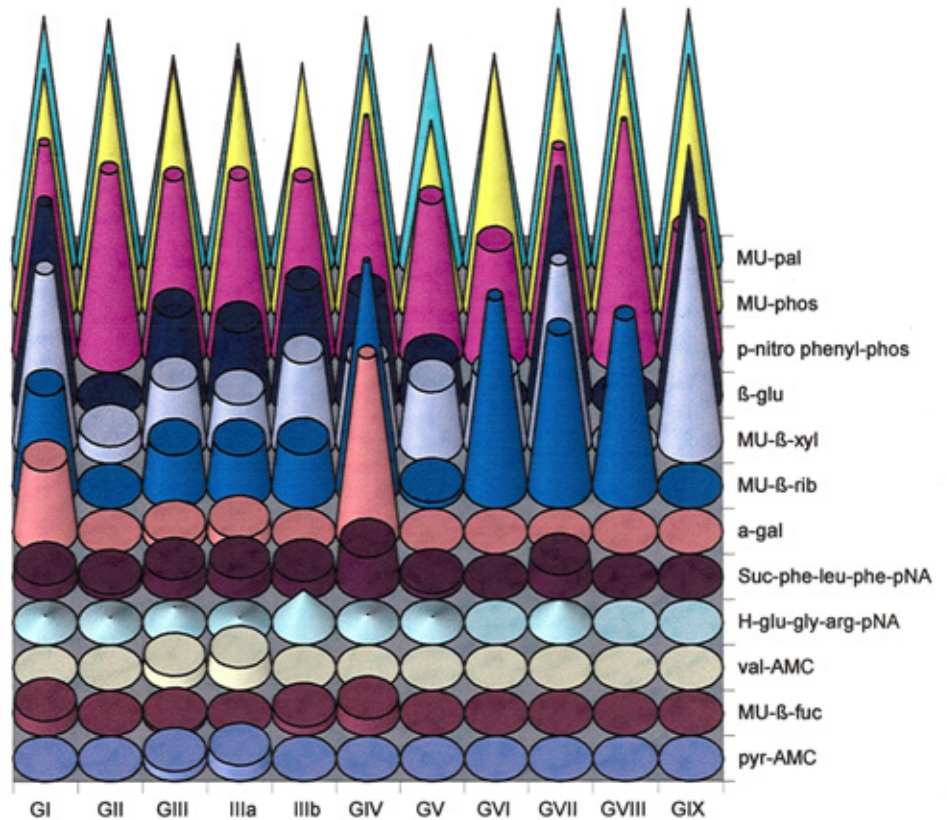 MU-pal
MU-phos
p-nitro phenyl-phos
ß-glu
MU-ß-xyl
MU-ß-rib
a-gal
Suc-phe-leu-phe-pNA
H-glu-gly-arg-pNA
val-AMC
MU-ß-fuc
pyr-AMC
GI GII GIII IIIa IIIb GIV GV GVI GVII GVIII GIX